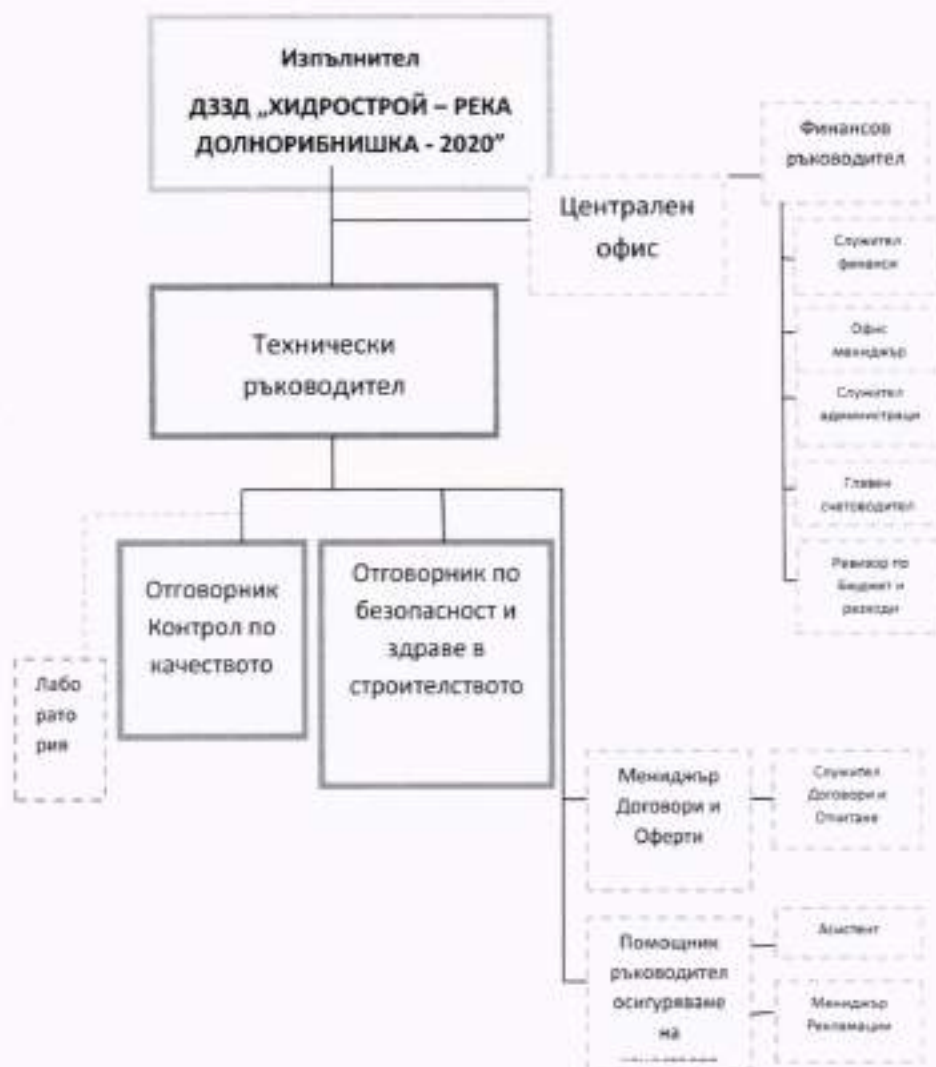 Изпълнител
ДЗЗД „ХИДРОСТРОЙ – РЕКА
ДОЛНОРИБНИШКА - 2020”
Финансов
ръководител
Централен
офис
Служител
финанси
Офис
мениджър
Служител
администраци
Главен
счетоводител
Ревизор по
Бюджет и
разходи
Технически
ръководител
Отговорник
Контрол по
качеството
Отговорник по
безопасност и
здраве в
строителството
Лабо
рато
рия
Мениджър
Договори и
Оферти
Служител
Договори и
Отчитане
Помощник
ръководител
осигуряване
на
Асистент
Мениджър
Рекламации